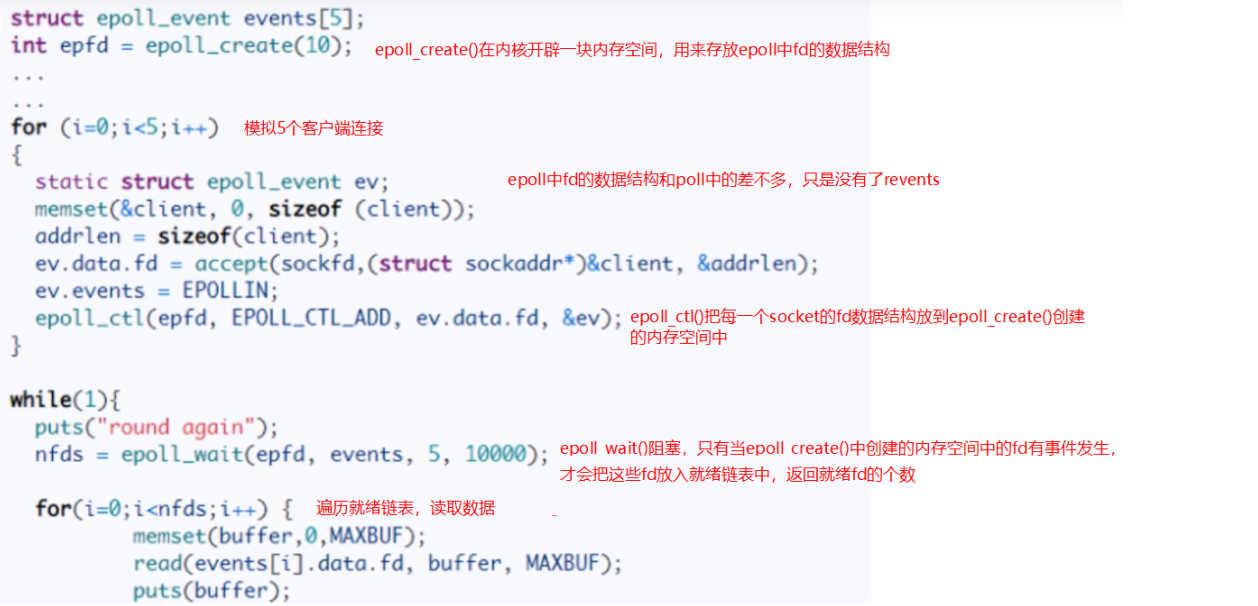 struct epoll_event events[5];
int epfd = epoll_create(10); epoll_create()在内核开辟一块内存空间，用来存放epoll中fd的数据结构
...
...
for (i=0;i<5;i++) 模拟5个客户端连接
{
static struct epoll_event ev; epoll中fd的数据结构和poll中的差不多，只是没有了revents
memset(&client, 0, sizeof (client));
addrlen = sizeof(client);
ev.data.fd = accept(sockfd,(struct sockaddr*)&client, &addrlen);
ev.events = EPOLLIN;
epoll_ctl(epfd, EPOLL_CTL_ADD, ev.data.fd, &ev); epoll_ctl()把每一个socket的fd数据结构放到epoll_create()创建
的内存空间中
}
while(1){
puts("round again");
nfds = epoll_wait(epfd, events, 5, 10000); epoll wait()阻塞，只有当epoll create()中创建的内存空间中的fd有事件发生，
才会把这些fd放入就绪链表中，返回就绪fd的个数
for(i=0;i<nfds;i++) { 遍历就绪链表，读取数据
memset(buffer,0,MAXBUF);
read(events[i].data.fd, buffer, MAXBUF);
puts(buffer);